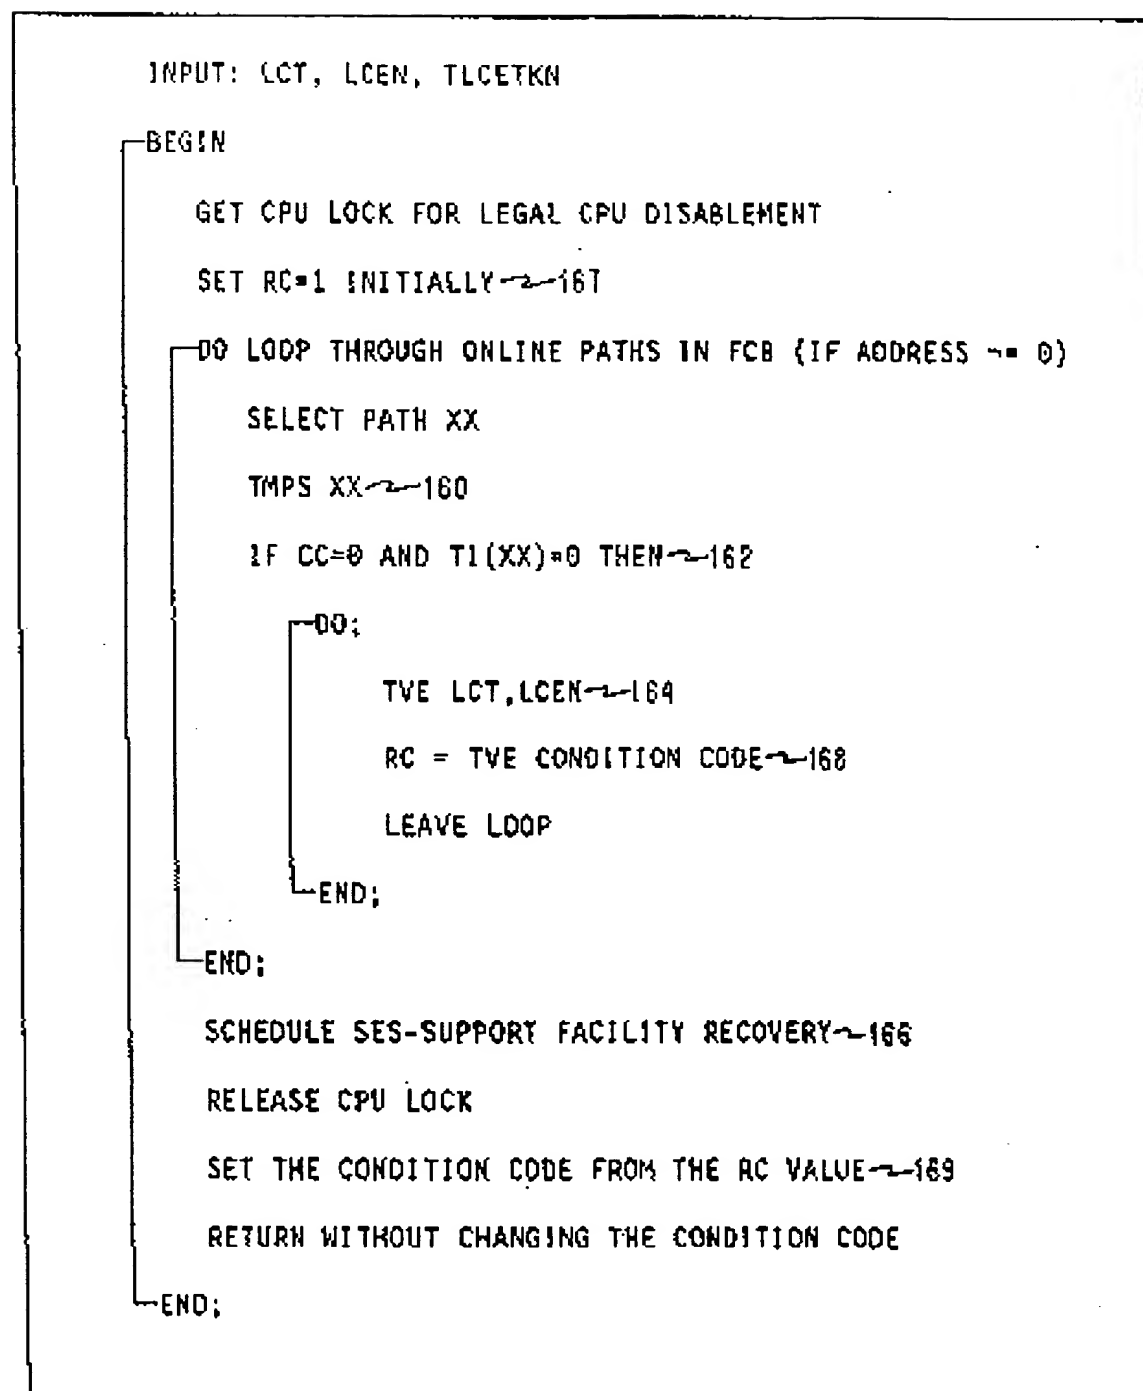 INPUT: LCT, LCEN, TLCETKN
BEGIN
GET CPU LOCK FOR LEGAL CPU DISABLEMENT
SET RC=1 INITIALLY 167
DO LOOP THROUGH ONLINE PATHS IN FCB (IF ADDRESS ¬= 0)
SELECT PATH XX
TMPS XX 160
IF CC=0 AND T1(XX)=0 THEN 162
DO;
TVE LCT,LCEN 164
RC = TVE CONDITION CODE 168
LEAVE LOOP
END;
END;
SCHEDULE SES-SUPPORT FACILITY RECOVERY 166
RELEASE CPU LOCK
SET THE CONDITION CODE FROM THE RC VALUE 169
RETURN WITHOUT CHANGING THE CONDITION CODE
END;